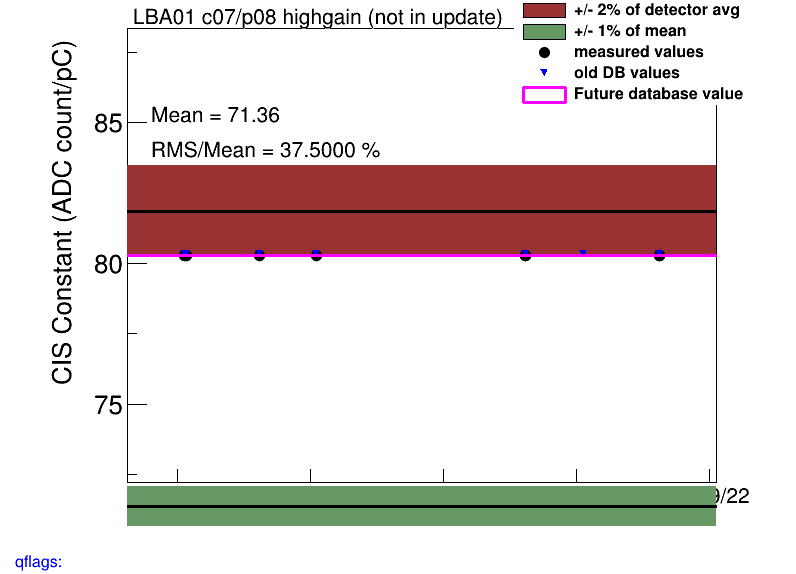 LBA01 c07/p08 highgain (not in update)
+/- 2% of detector avg
+/- 1% of mean
measured values
old DB values
Future database value
CIS Constant (ADC count/pC)
Mean = 71.36
RMS/Mean = 37.5000 %
85
80
75
/22
qflags: